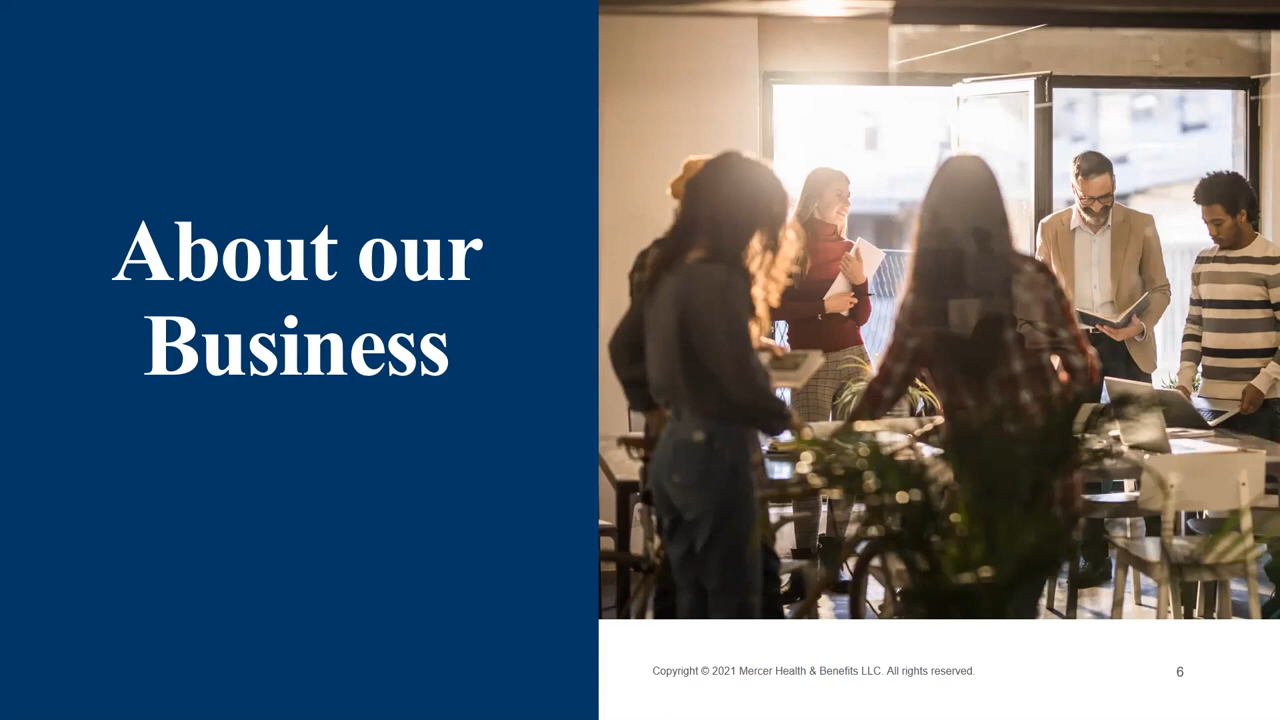 About our
Business
Copyright © 2021 Mercer Health & Benefits LLC. All rights reserved.
6